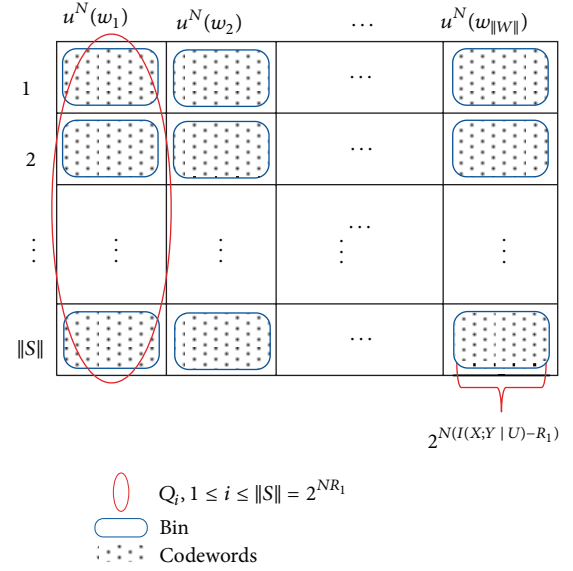 u^N(w_1) u^N(w_2) ⋯ u^N(w_{‖W‖})
1 ⋯
2 ⋯
⋮ ⋮ ⋮ ⋯ ⋮ ⋮
‖S‖ ⋯
2^{N(I(X;Y | U)−R_1)}
Q_i, 1 ≤ i ≤ ‖S‖ = 2^{NR_1}
Bin
Codewords